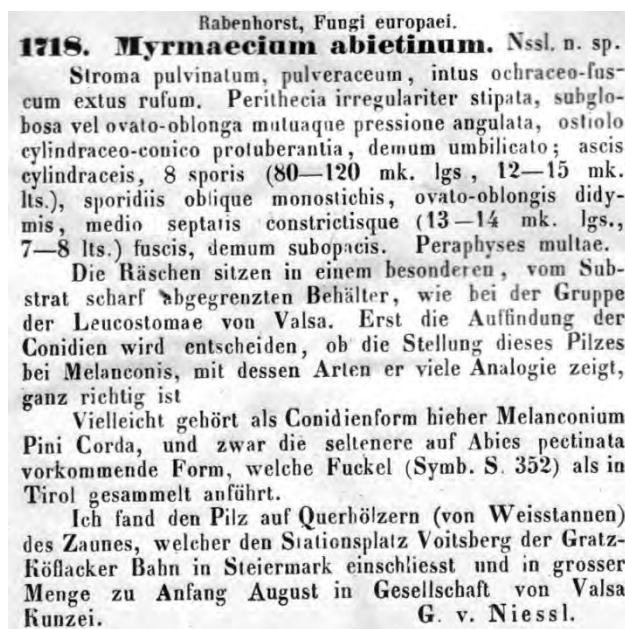 Rabenhorst, Fungi europaei.
1718. Myrmaecium abietinum. Nssl. n. sp.
Stroma pulvinatum, pulveraceum, intus ochraceo-fus-
cum extus rufum. Perithecia irregulariter stipata, subglo-
bosa vel ovato-oblonga mutuaque pressione angulata, ostiolo
cylindraceo-conico protuberantia, demum umbilicato; ascis
cylindraceis, 8 sporis (80—120 mk. lgs, 12—15 mk.
lts.), sporidiis oblique monostichis, ovato-oblongis didy-
mis, medio septatis constrictisque (13—14 mk. lgs.,
7—8 lts.) fuscis, demum subopacis. Peraphyses multae.
Die Räschen sitzen in einem besonderen, vom Sub-
strat scharf abgegrenzten Behälter, wie bei der Gruppe
der Leucostomae von Valsa. Erst die Auffindung der
Conidien wird entscheiden, ob die Stellung dieses Pilzes
bei Melanconis, mit dessen Arten er viele Analogie zeigt,
ganz richtig ist
Vielleicht gehört als Conidienform hieher Melanconium
Pini Corda, und zwar die seltenere auf Abies pectinata
vorkommende Form, welche Fuckel (Symb. S. 352) als in
Tirol gesammelt anführt.
Ich fand den Pilz auf Querhölzern (von Weisstannen)
des Zaunes, welcher den Stationsplatz Voitsberg der Gratz-
Köflacker Bahn in Steiermark einschliesst und in grosser
Menge zu Anfang August in Gesellschaft von Valsa
Kunzei. G. v. Niessl.